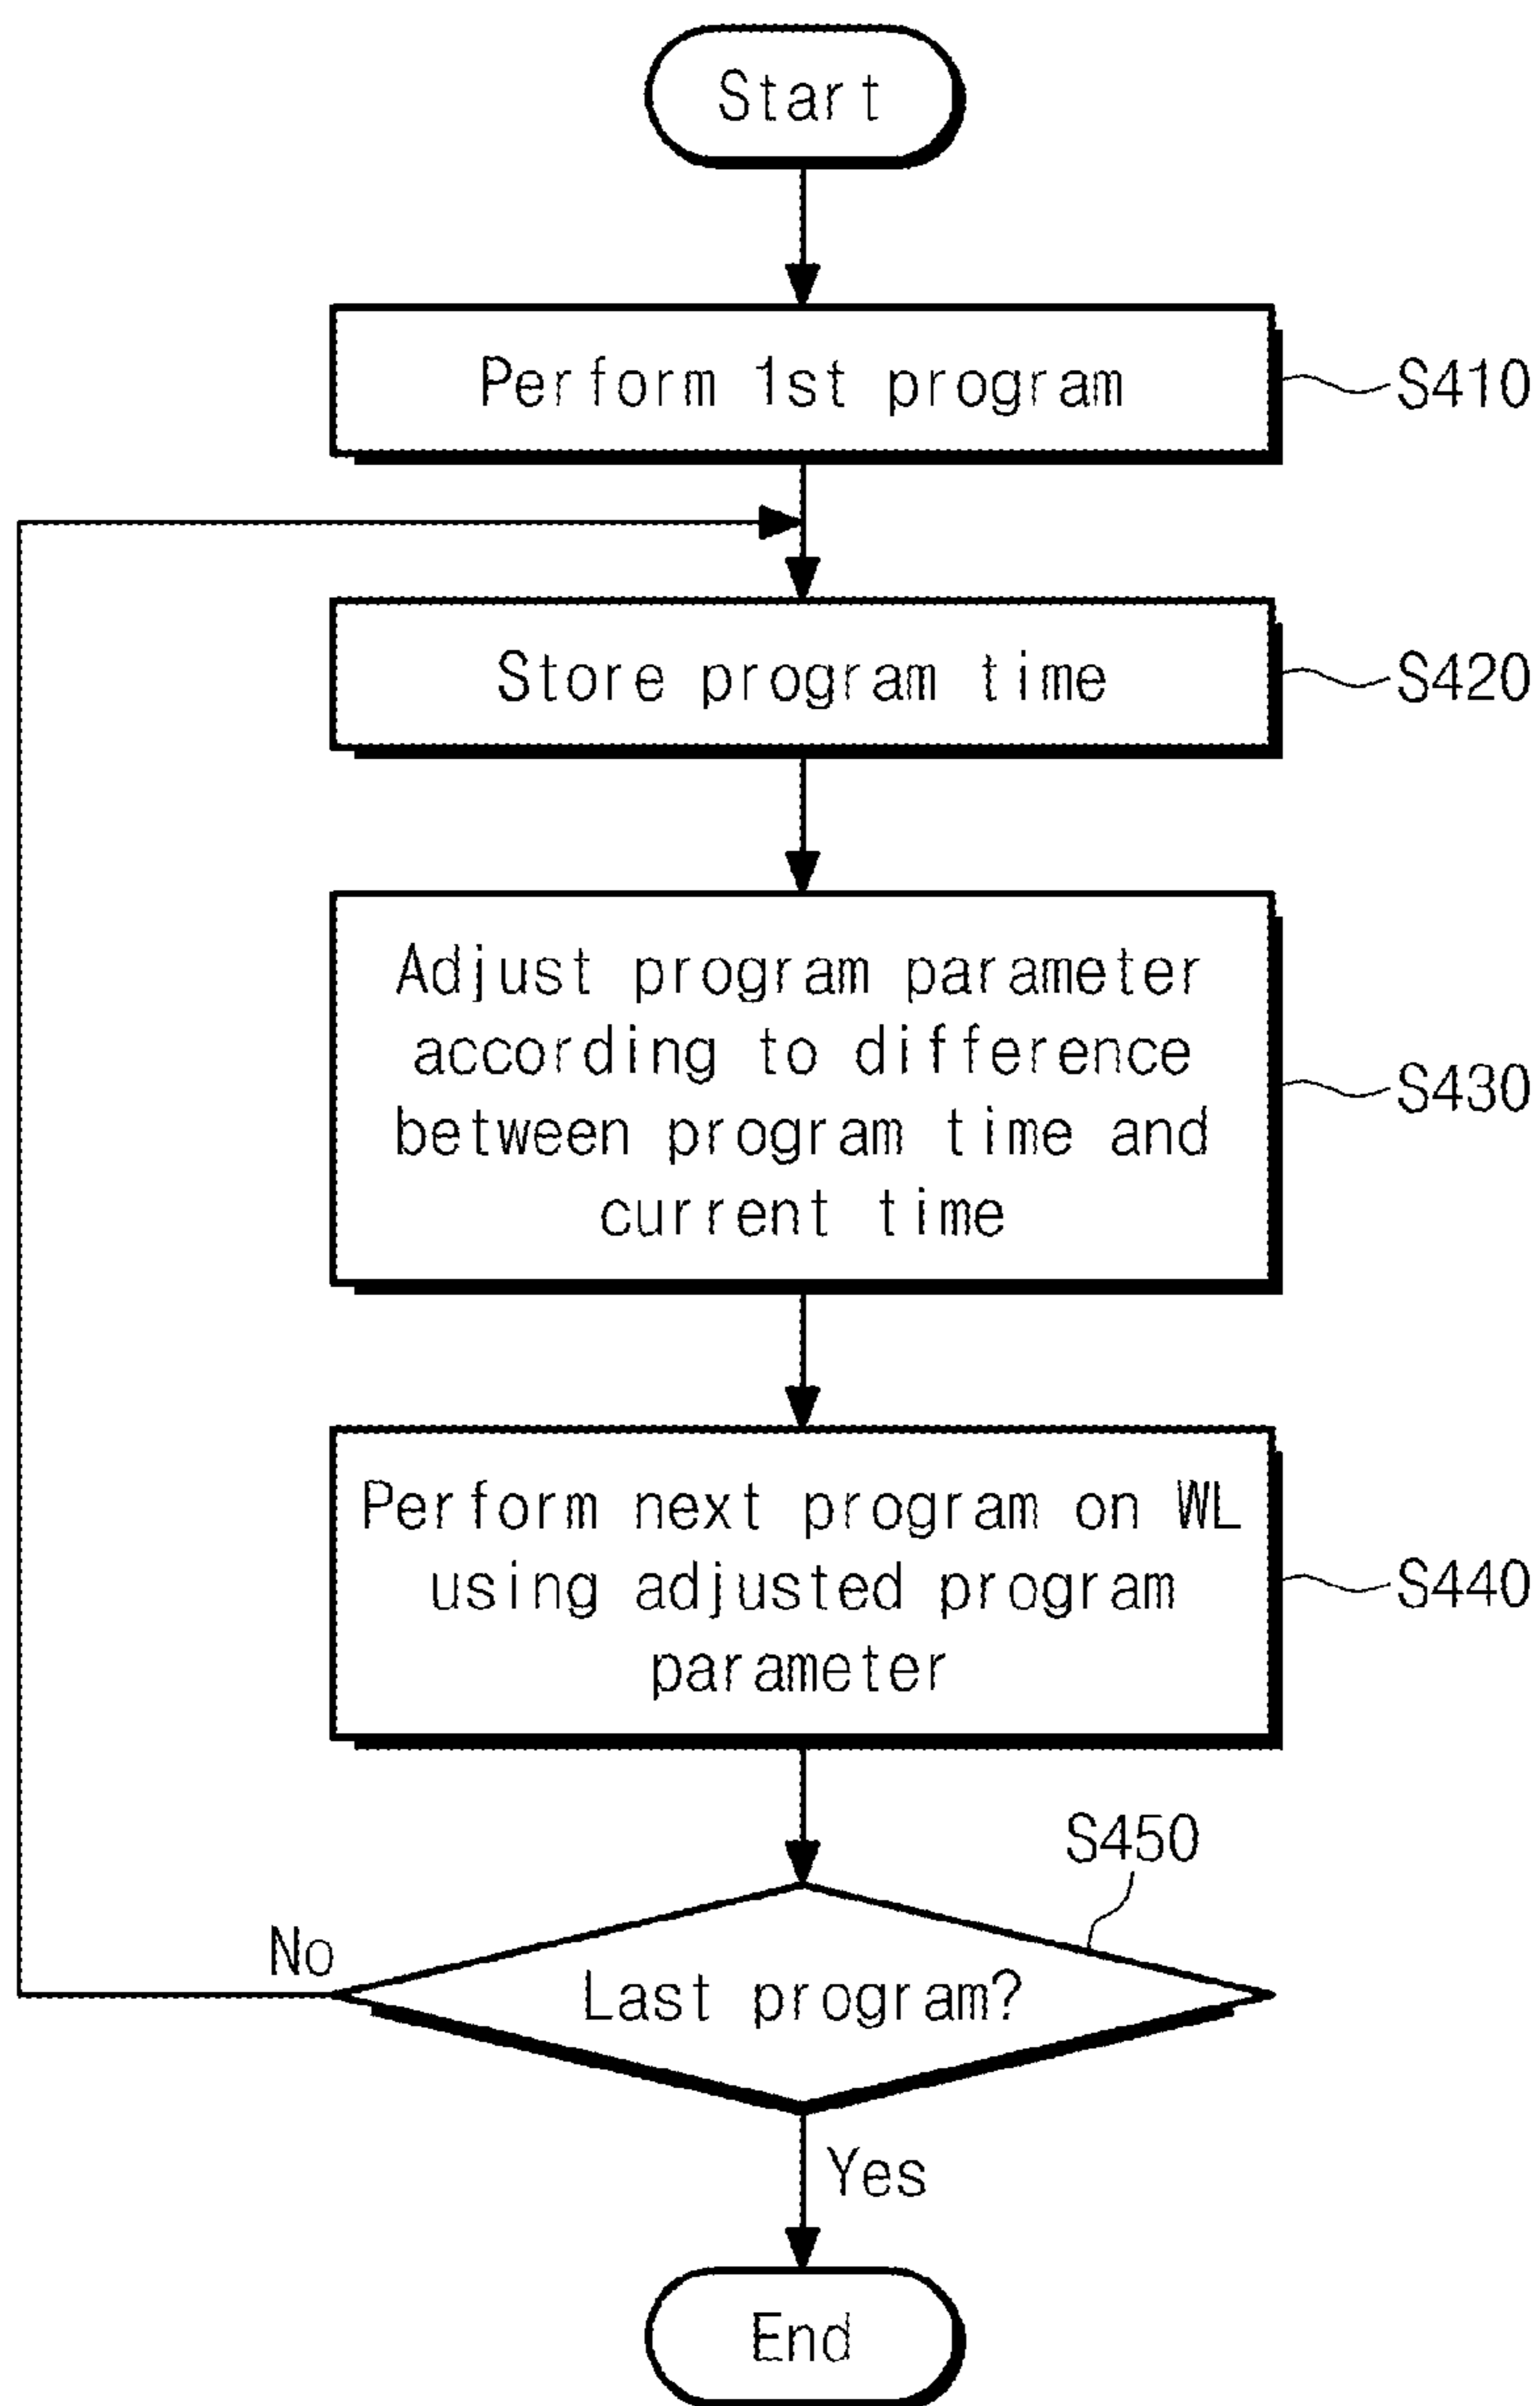 Start
Perform 1st program
S410
Store program time
S420
Adjust program parameter
according to difference
between program time and
current time
S430
Perform next program on WL
using adjusted program
parameter
S440
S450
No
Last program?
Yes
End